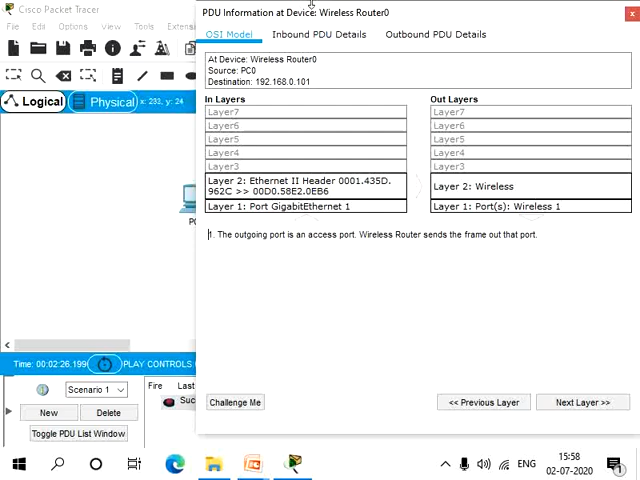 Cisco Packet Tracer
File Edit Options View Tools Extens
Logical
Physical
x: 233, y: 24
PC
Time: 00:02:26.199
PLAY CONTROLS
Scenario 1
Fire Last
Suc
New
Delete
Toggle PDU List Window
PDU Information at Device: Wireless Router0
x
OSI Model Inbound PDU Details Outbound PDU Details
At Device: Wireless Router0
Source: PC0
Destination: 192.168.0.101
In Layers
Layer7
Layer6
Layer5
Layer4
Layer3
Layer 2: Ethernet II Header 0001.435D.
962C >> 00D0.58E2.0EB6
Layer 1: Port GigabitEthernet 1
Out Layers
Layer7
Layer6
Layer5
Layer4
Layer3
Layer 2: Wireless
Layer 1: Port(s): Wireless 1
1. The outgoing port is an access port. Wireless Router sends the frame out that port.
Challenge Me
<< Previous Layer
Next Layer >>
ENG
15:58
02-07-2020
1